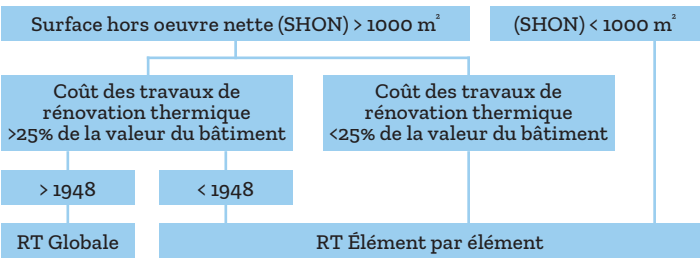 Surface hors oeuvre nette (SHON) > 1000 m²
(SHON) < 1000 m²
Coût des travaux de
rénovation thermique
>25% de la valeur du bâtiment
Coût des travaux de
rénovation thermique
<25% de la valeur du bâtiment
> 1948
< 1948
RT Globale
RT Élément par élément